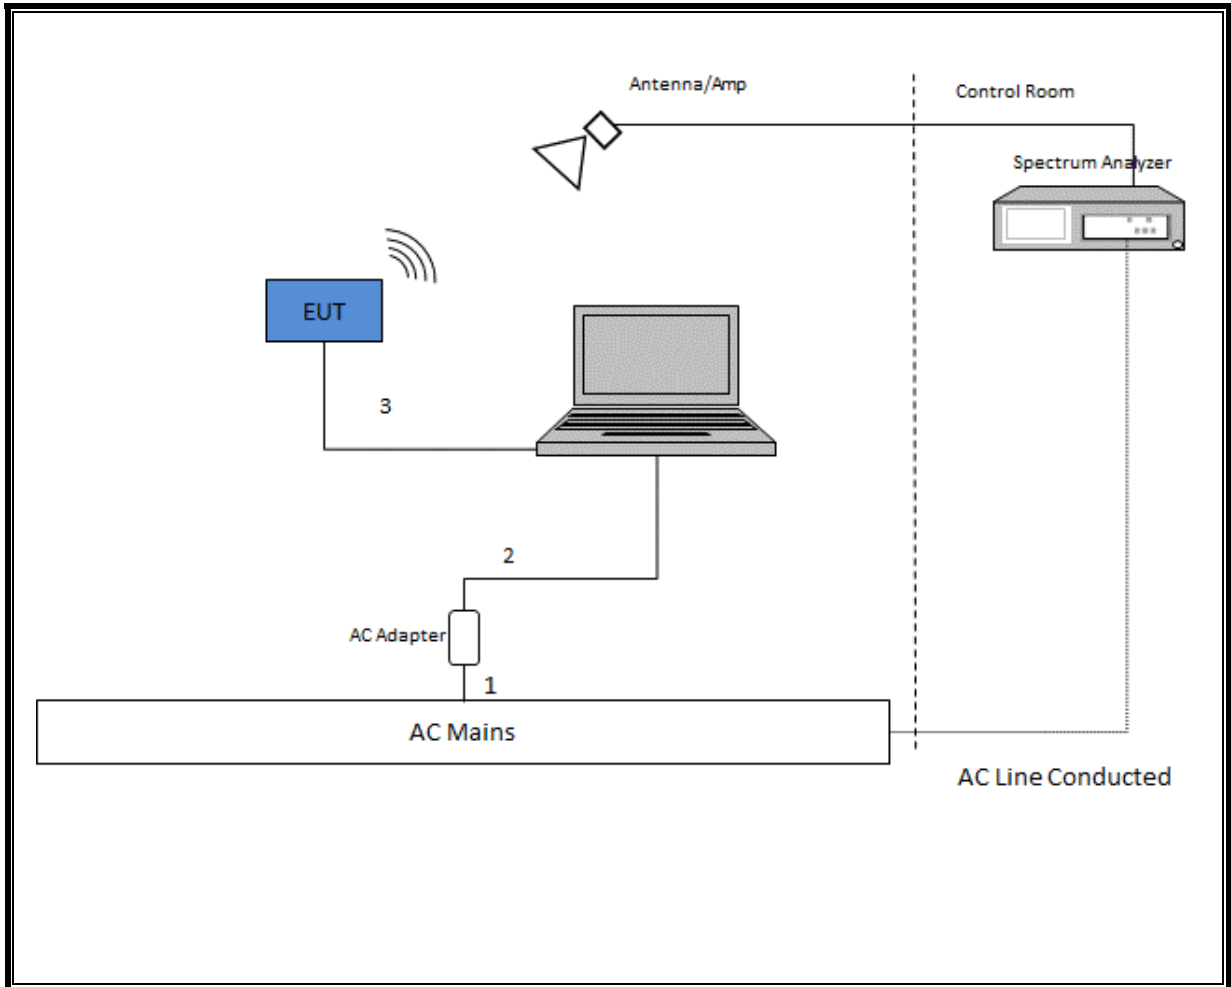 Antenna/Amp
Control Room
Spectrum Analyzer
EUT
3
2
AC Adapter
1
AC Mains
AC Line Conducted